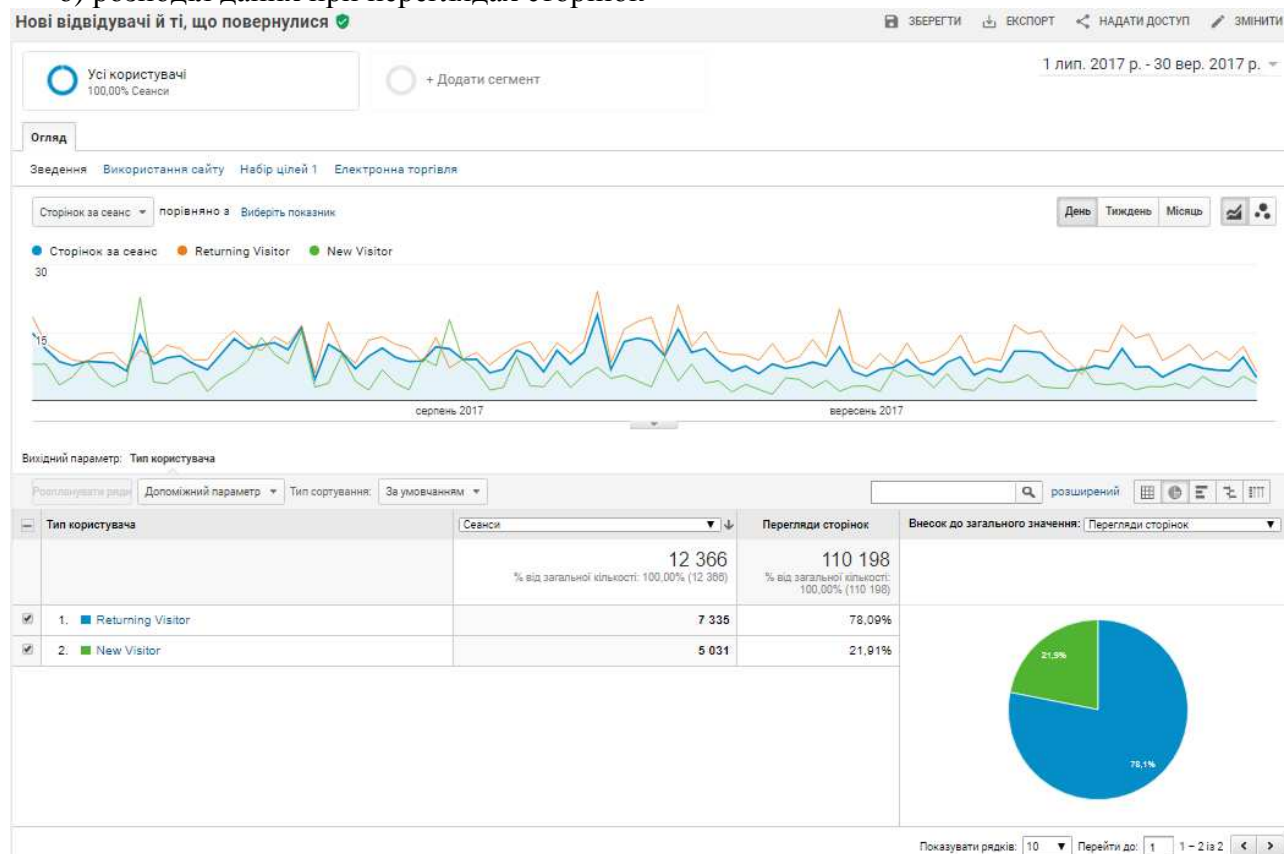 б) розподіл даних при переглядах сторінок
Нові відвідувачі й ті, що повернулися
ЗБЕРЕГТИ ЕКСПОРТ НАДАТИ ДОСТУП ЗМІНИТИ
Усі користувачі
100,00% Сеанси
+ Додати сегмент
1 лип. 2017 р. - 30 вер. 2017 р.
Огляд
Зведення Використання сайту Набір цілей 1 Електронна торгівля
Сторінок за сеанс порівняно з Виберіть показник
День Тиждень Місяць
Сторінок за сеанс Returning Visitor New Visitor
30
15
серпень 2017 вересень 2017
Вихідний параметр: Тип користувача
Допоміжний параметр Тип сортування: За умовчанням розширений
Тип користувача Сеанси Перегляди сторінок Внесок до загального значення: Перегляди сторінок
12 366 110 198
% від загальної кількості: 100,00% (12 366) % від загальної кількості:
100,00% (110 198)
1. Returning Visitor 7 335 78,09%
2. New Visitor 5 031 21,91%
21,9%
78,1%
Показувати рядків: 10 Перейти до: 1 1 – 2 із 2